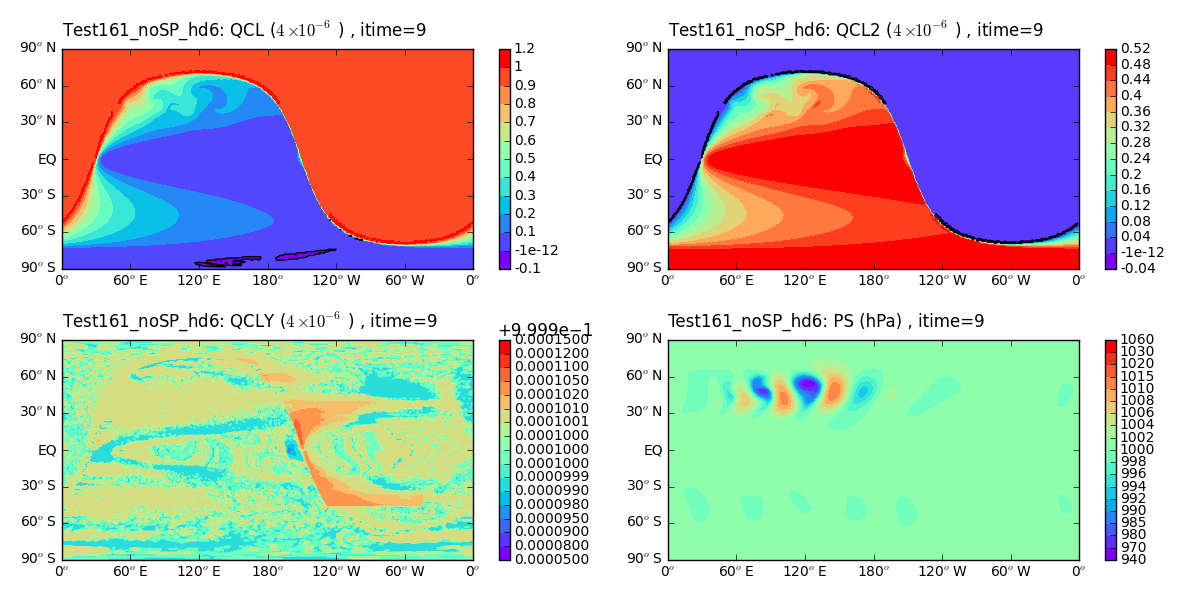 Test161_noSP_hd6: QCL (4×10⁻⁶ ) , itime=9
90° N
60° N
30° N
EQ
30° S
60° S
90° S
0° 60° E 120° E 180° 120° W 60° W 0°
1.2
1
0.9
0.8
0.7
0.6
0.5
0.4
0.3
0.2
0.1
-1e-12
-0.1
Test161_noSP_hd6: QCL2 (4×10⁻⁶ ) , itime=9
90° N
60° N
30° N
EQ
30° S
60° S
90° S
0° 60° E 120° E 180° 120° W 60° W 0°
0.52
0.48
0.44
0.4
0.36
0.32
0.28
0.24
0.2
0.16
0.12
0.08
0.04
-1e-12
-0.04
Test161_noSP_hd6: QCLY (4×10⁻⁶ ) , itime=9
90° N
60° N
30° N
EQ
30° S
60° S
90° S
0° 60° E 120° E 180° 120° W 60° W 0°
+9.999e−1
0.0001500
0.0001200
0.0001100
0.0001050
0.0001020
0.0001010
0.0001001
0.0001000
0.0001000
0.0001000
0.0000999
0.0000990
0.0000980
0.0000950
0.0000900
0.0000800
0.0000500
Test161_noSP_hd6: PS (hPa) , itime=9
90° N
60° N
30° N
EQ
30° S
60° S
90° S
0° 60° E 120° E 180° 120° W 60° W 0°
1060
1030
1020
1015
1010
1008
1006
1004
1002
1000
998
996
994
992
990
985
980
970
940